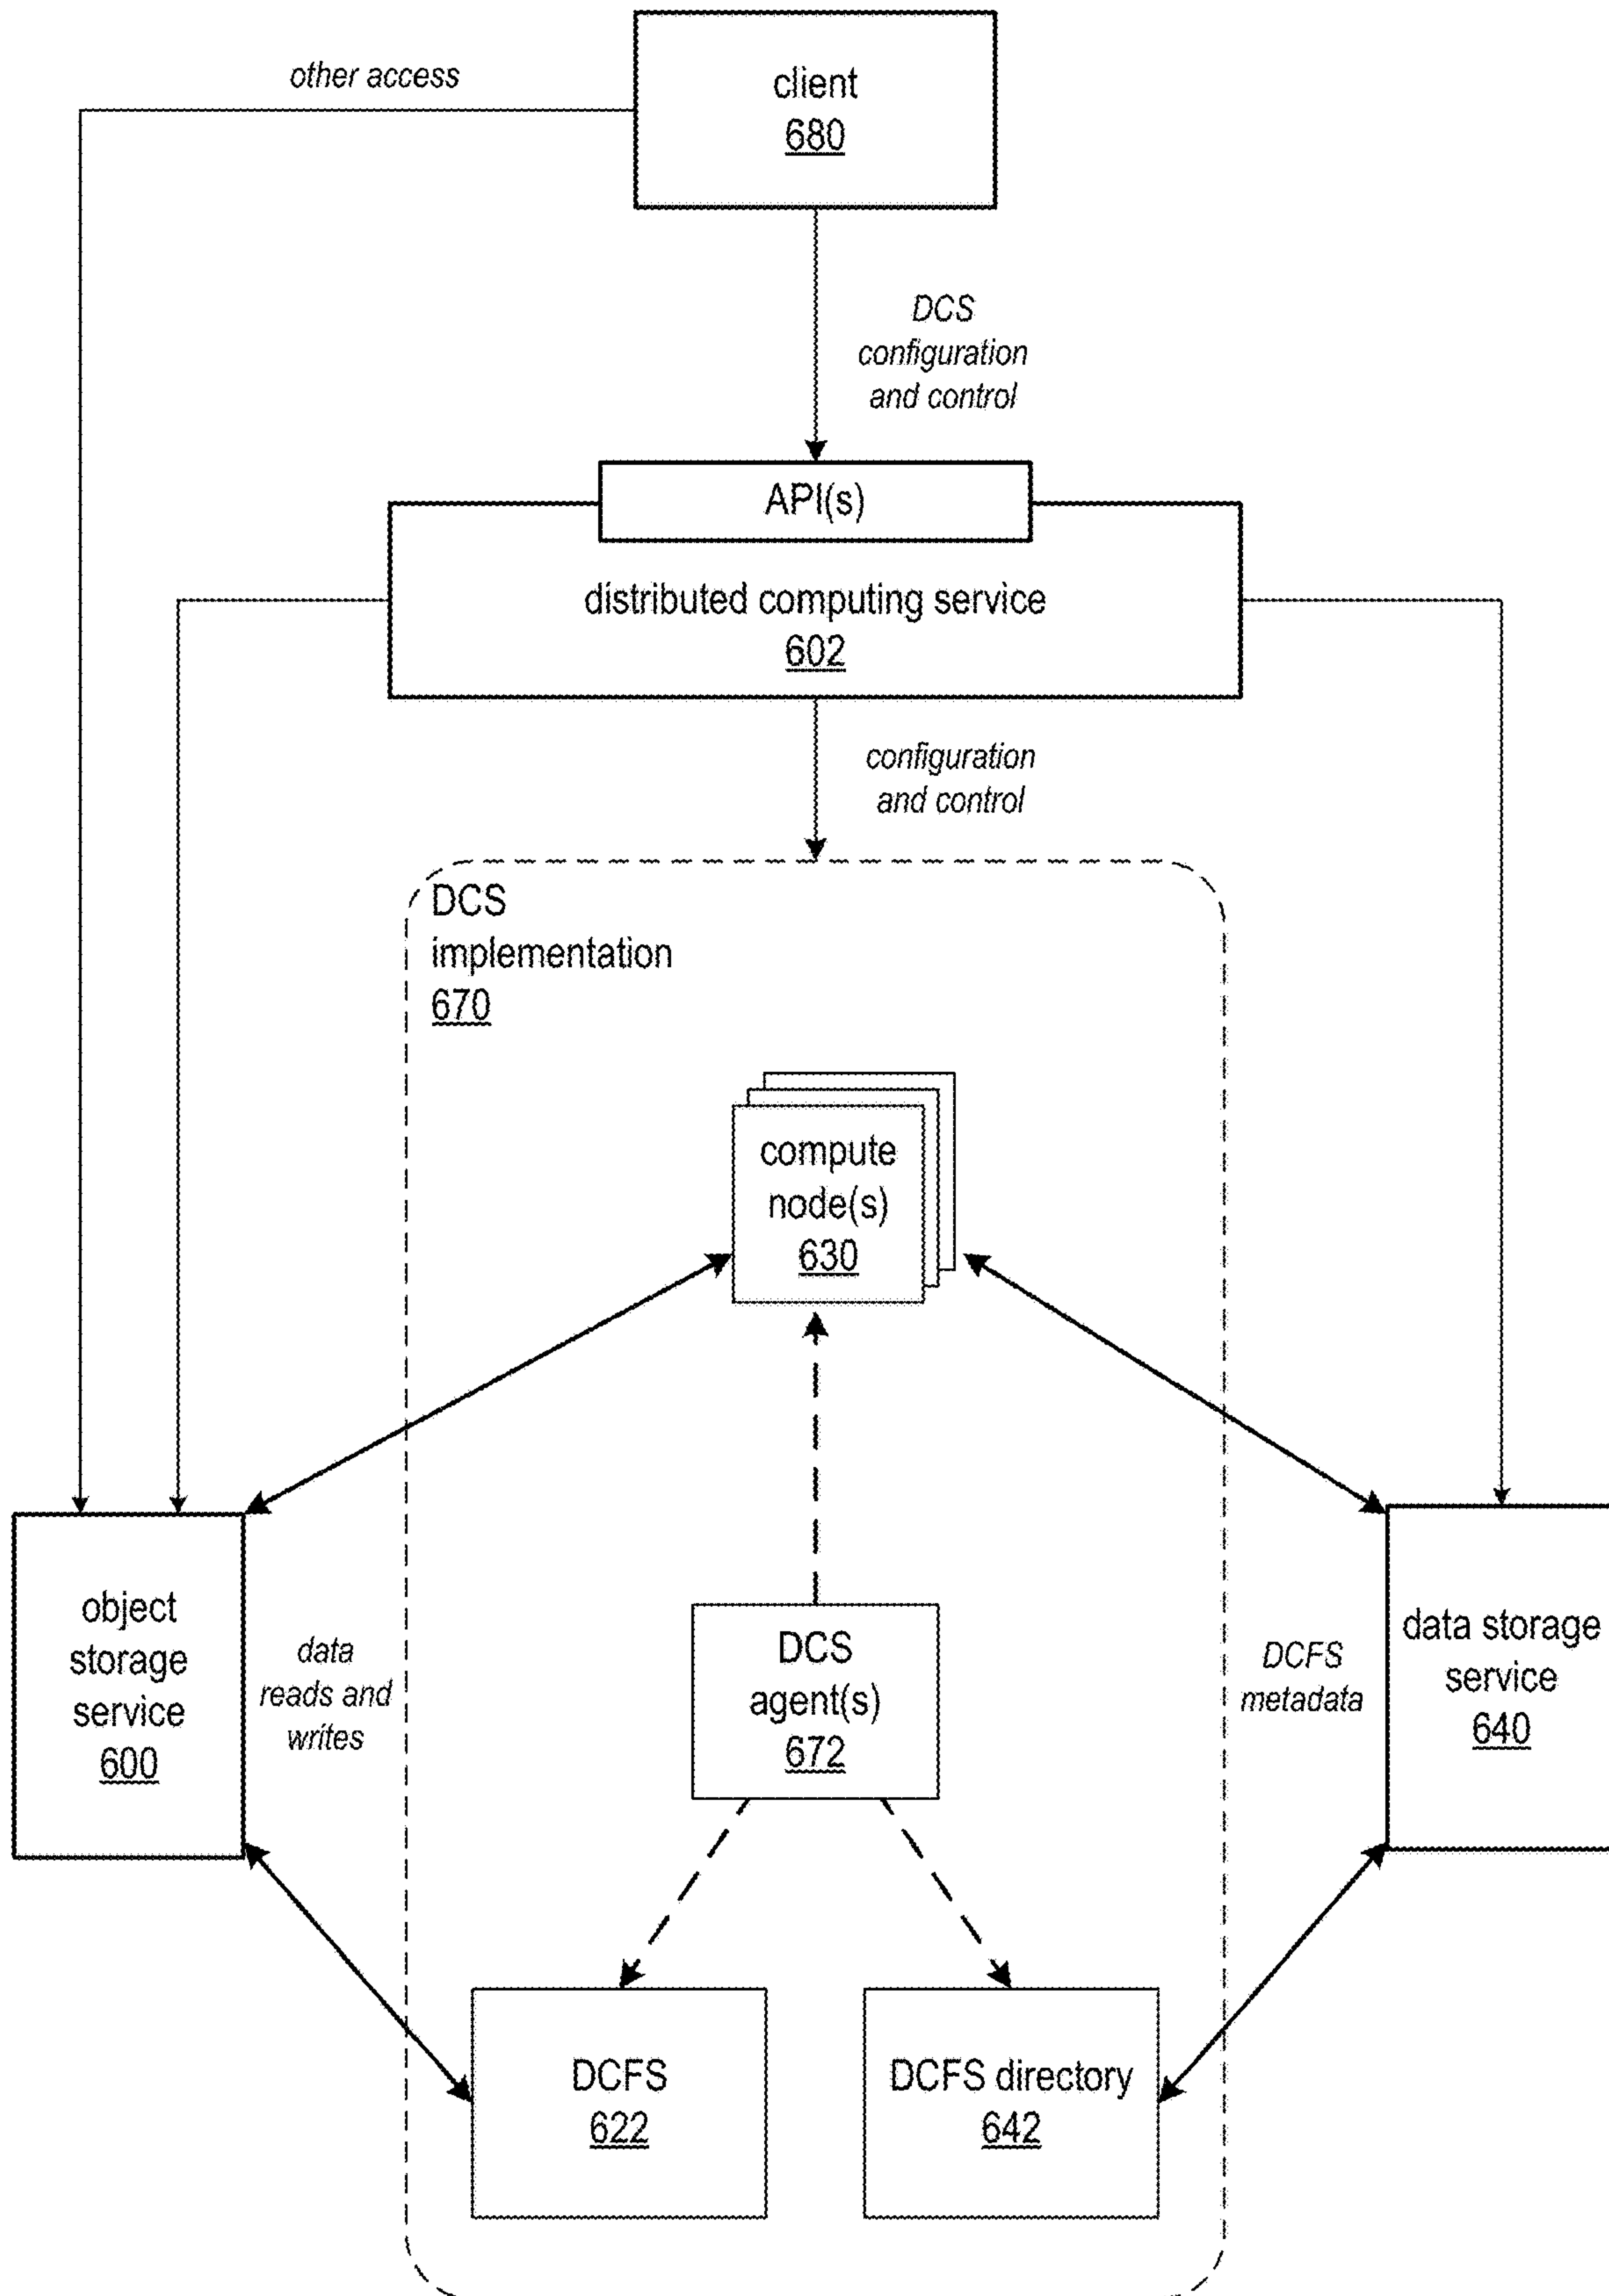 other access
client
680
DCS
configuration
and control
API(s)
distributed computing service
602
configuration
and control
DCS
implementation
670
compute
node(s)
630
object
storage
service
600
data
reads and
writes
DCS
agent(s)
672
DCFS
metadata
data storage
service
640
DCFS
622
DCFS directory
642